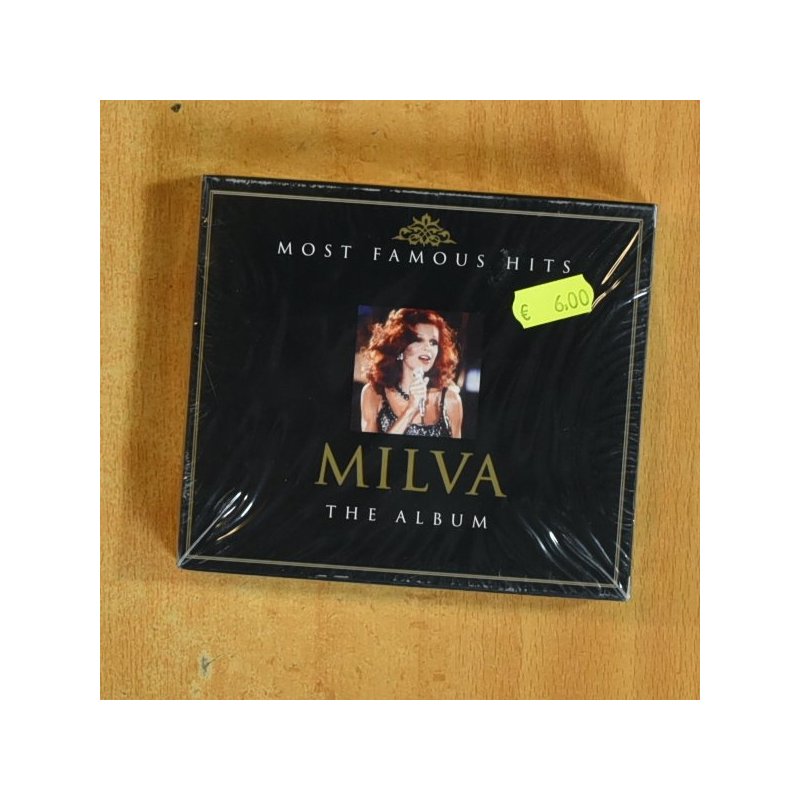 MOST FAMOUS HITS
€ 6.00
MILVA
THE ALBUM